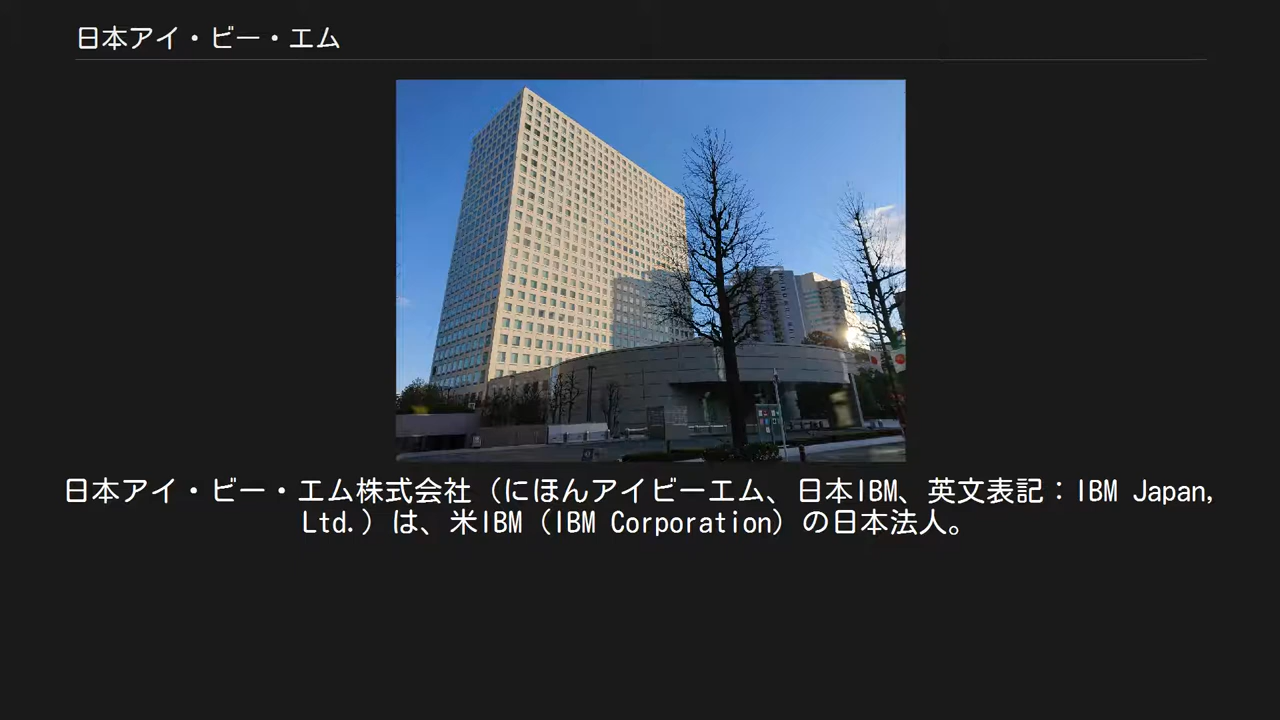 日本アイ・ビー・エム
日本アイ・ビー・エム株式会社（にほんアイビーエム、日本IBM、英文表記：IBM Japan,
Ltd.）は、米IBM（IBM Corporation）の日本法人。